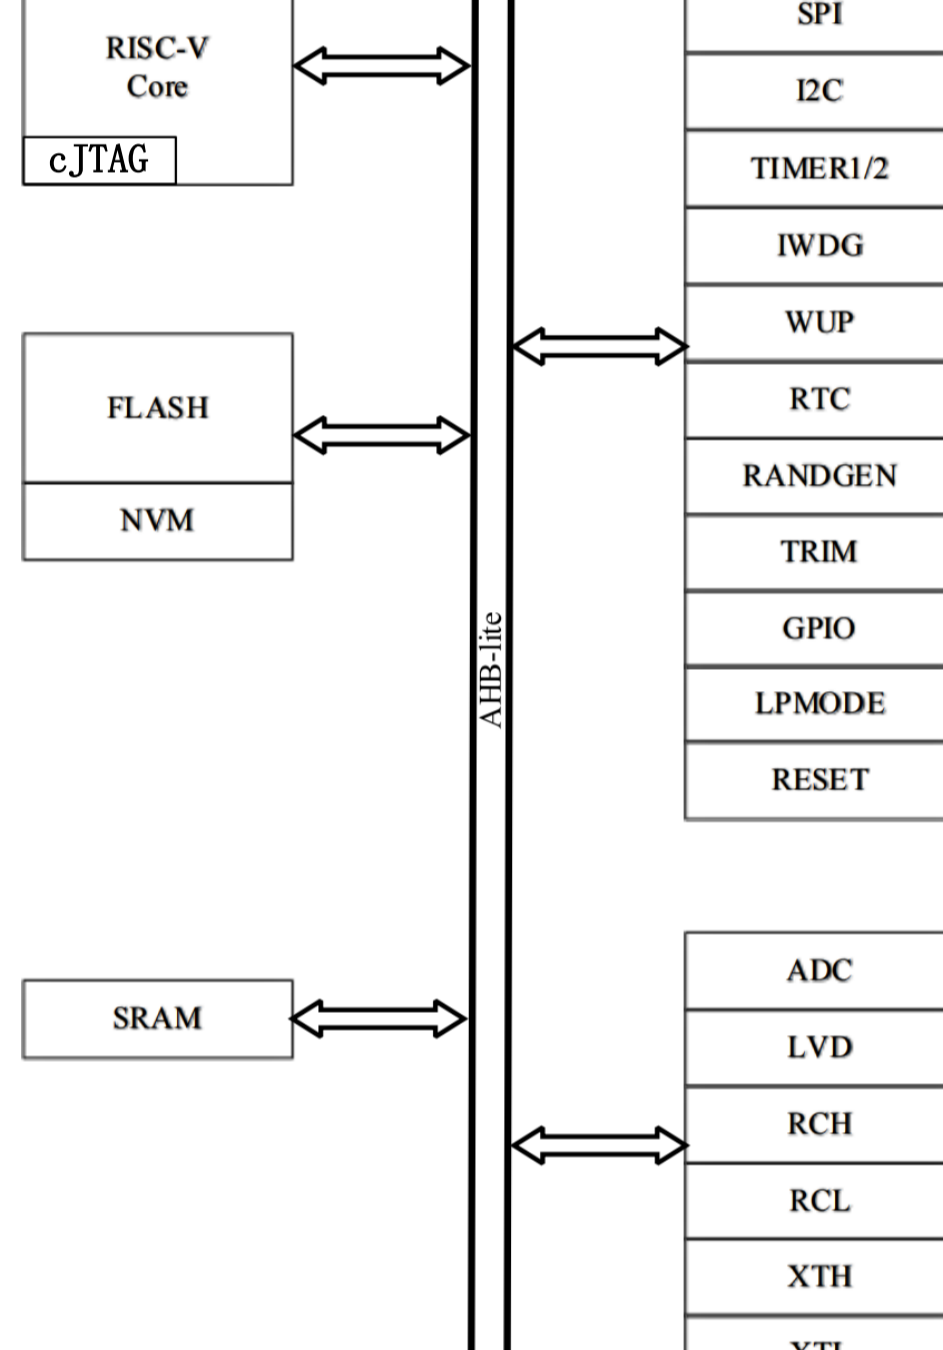 RISC-V
Core
cJTAG
FLASH
NVM
SRAM
AHB-lite
SPI
I2C
TIMER1/2
IWDG
WUP
RTC
RANDGEN
TRIM
GPIO
LPMODE
RESET
ADC
LVD
RCH
RCL
XTH